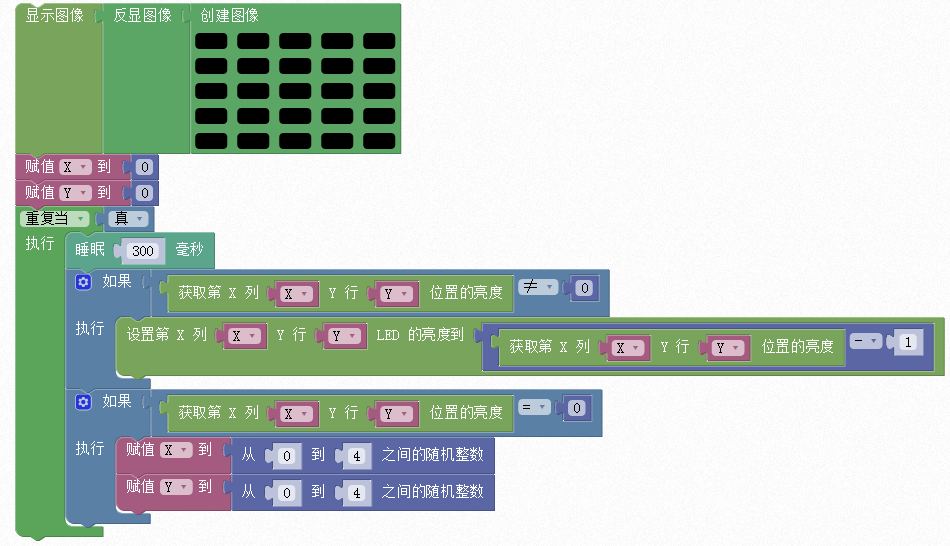 显示图像 反显图像 创建图像
赋值 X 到 0
赋值 Y 到 0
重复当 真
执行 睡眠 300 毫秒
如果 获取第 X 列 X Y 行 Y 位置的亮度 ≠ 0
执行 设置第 X 列 X Y 行 Y LED 的亮度到 获取第 X 列 X Y 行 Y 位置的亮度 - 1
如果 获取第 X 列 X Y 行 Y 位置的亮度 = 0
执行 赋值 X 到 从 0 到 4 之间的随机整数
赋值 Y 到 从 0 到 4 之间的随机整数